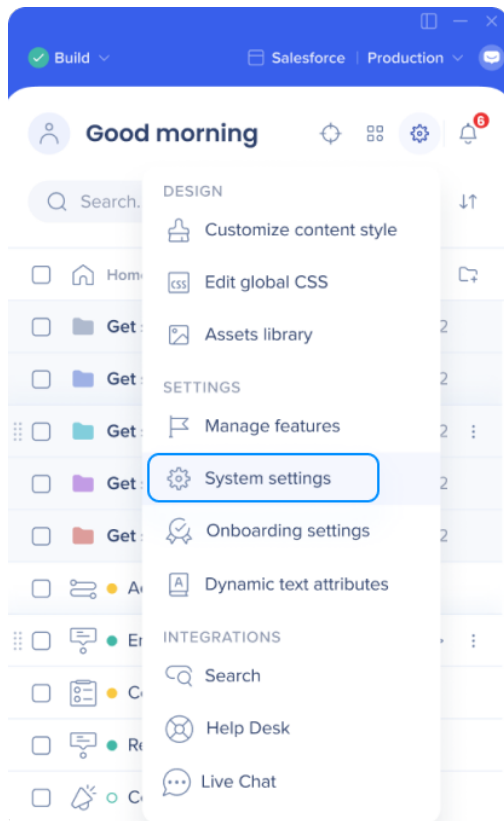 Build
Salesforce
Production
Good morning
6
Search.
DESIGN
Customize content style
css
Edit global CSS
Assets library
SETTINGS
Manage features
System settings
Onboarding settings
A
Dynamic text attributes
INTEGRATIONS
Search
Help Desk
Live Chat
Get
2
Get
2
Get
2
Get
2
Get
2